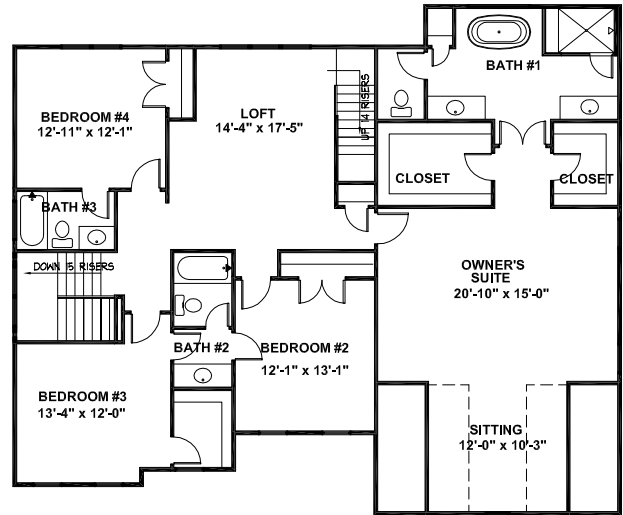 BATH #1
BEDROOM #4
12'-11" x 12'-1"
LOFT
14'-4" x 17'-5"
UP 14 RISERS
CLOSET
CLOSET
BATH #3
DOWN 15 RISERS
OWNER'S
SUITE
20'-10" x 15'-0"
BATH #2
BEDROOM #2
12'-1" x 13'-1"
BEDROOM #3
13'-4" x 12'-0"
SITTING
12'-0" x 10'-3"